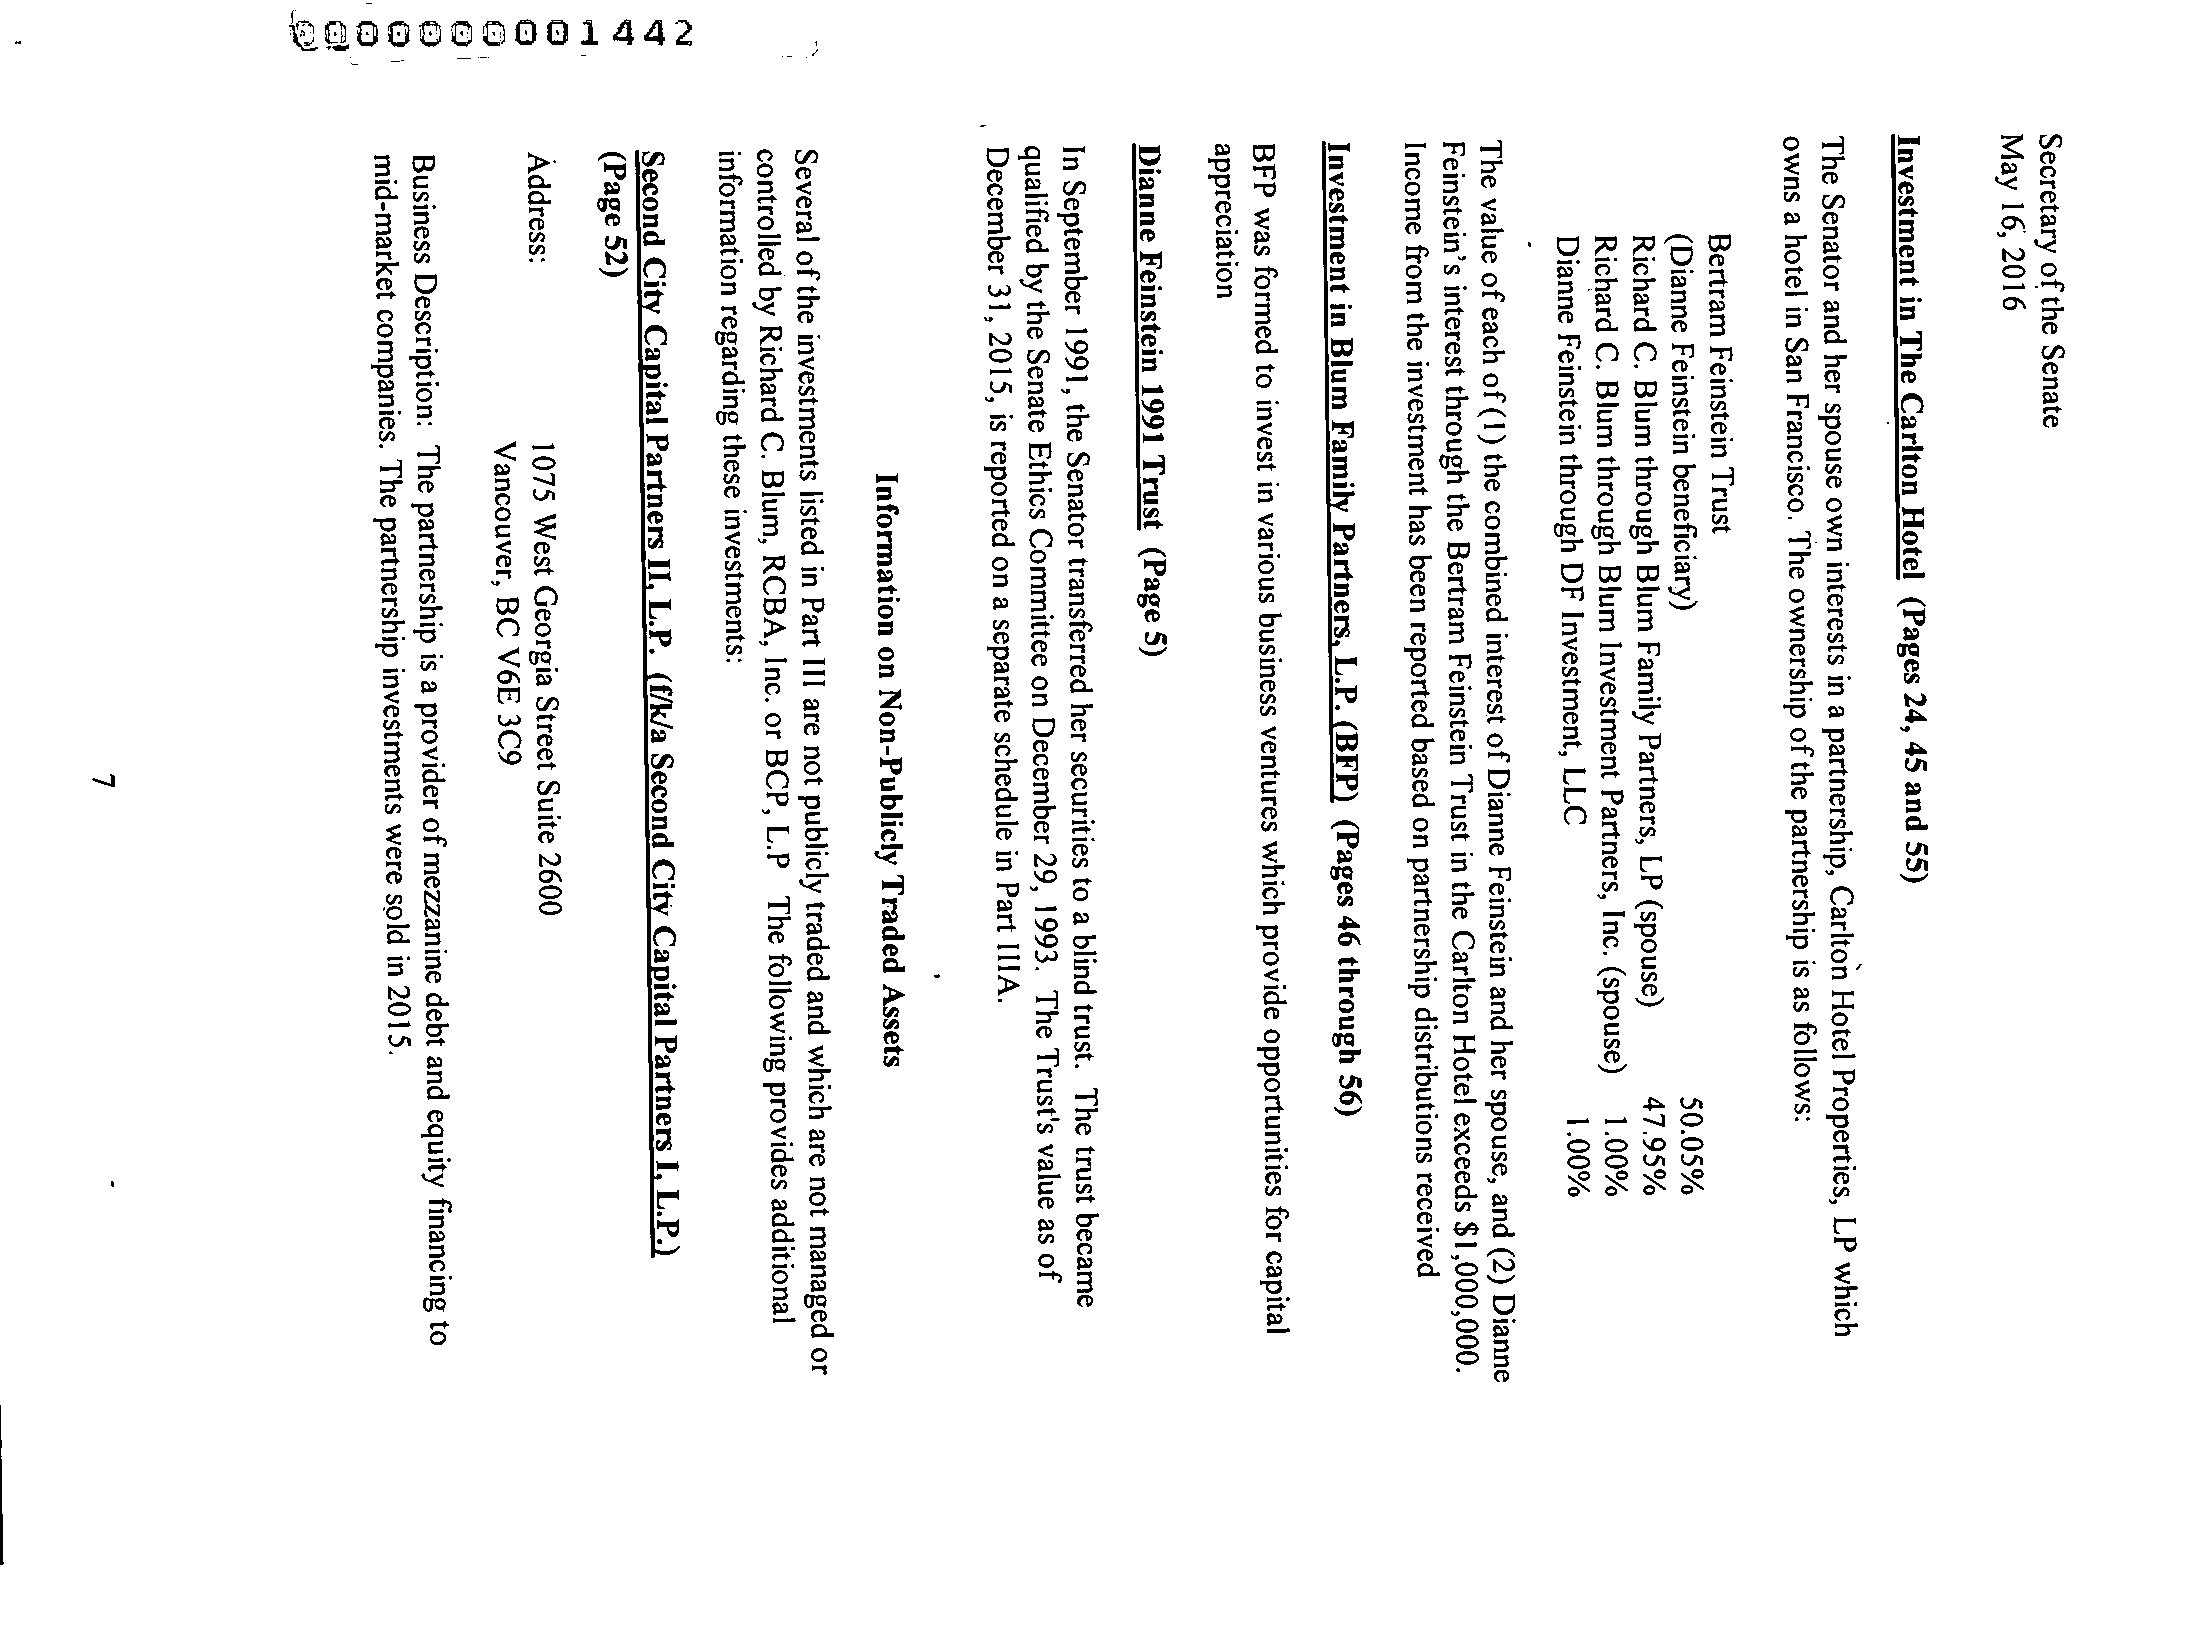 Secretary of the Senate
May 16, 2016
Investment in The Carlton Hotel (Pages 24, 45 and 55)
The Senator and her spouse own interests in a partnership, Carlton Hotel Properties, LP which
owns a hotel in San Francisco. The ownership of the partnership is as follows:
Bertram Feinstein Trust
(Dianne Feinstein beneficiary) 50.05%
Richard C. Blum through Blum Family Partners, LP (spouse) 47.95%
Richard C. Blum through Blum Investment Partners, Inc. (spouse) 1.00%
Dianne Feinstein through DF Investment, LLC 1.00%
The value of each of (1) the combined interest of Dianne Feinstein and her spouse, and (2) Dianne
Feinstein's interest through the Bertram Feinstein Trust in the Carlton Hotel exceeds $1,000,000.
Income from the investment has been reported based on partnership distributions received
Investment in Blum Family Partners, L.P. (BFP) (Pages 46 through 56)
BFP was formed to invest in various business ventures which provide opportunities for capital
appreciation
Dianne Feinstein 1991 Trust (Page 5)
In September 1991, the Senator transferred her securities to a blind trust. The trust became
qualified by the Senate Ethics Committee on December 29, 1993. The Trust's value as of
December 31, 2015, is reported on a separate schedule in Part IIIA.
Information on Non-Publicly Traded Assets
Several of the investments listed in Part III are not publicly traded and which are not managed or
controlled by Richard C. Blum, RCBA, Inc. or BCP, L.P The following provides additional
information regarding these investments:
Second City Capital Partners II, L.P. (f/k/a Second City Capital Partners I, L.P.)
(Page 52)
Address: 1075 West Georgia Street Suite 2600
Vancouver, BC V6E 3C9
Business Description: The partnership is a provider of mezzanine debt and equity financing to
mid-market companies. The partnership investments were sold in 2015.
7
000000001442